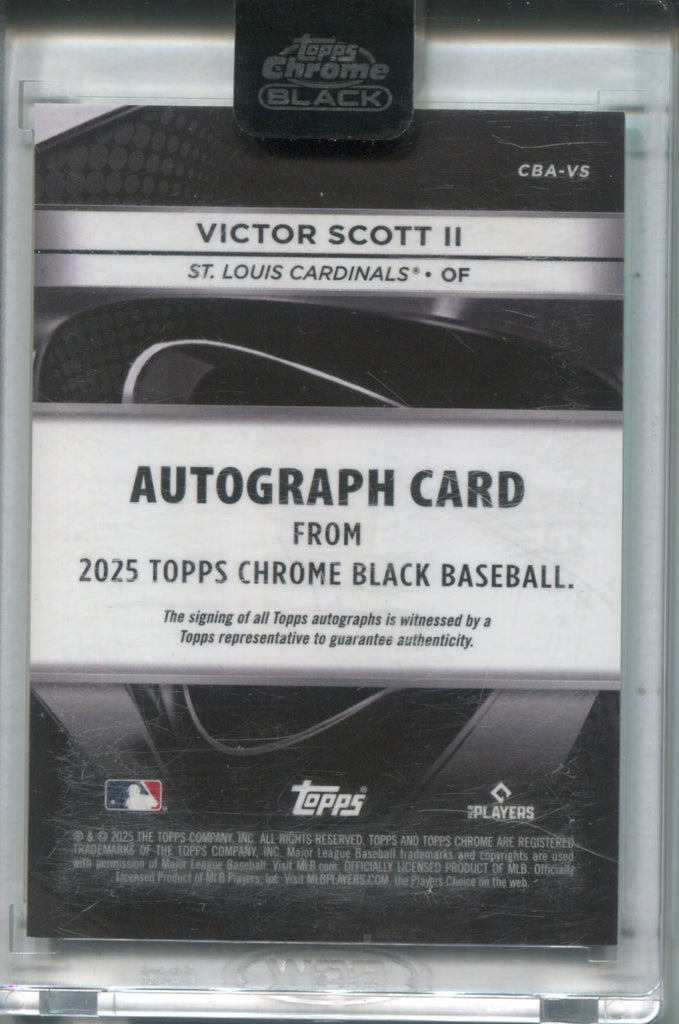 topps
Chrome
BLACK
CBA-VS
VICTOR SCOTT II
ST. LOUIS CARDINALS® • OF
AUTOGRAPH CARD
FROM
2025 TOPPS CHROME BLACK BASEBALL.
The signing of all Topps autographs is witnessed by a
Topps representative to guarantee authenticity.
topps®
MLB PLAYERS
® & © 2025 THE TOPPS COMPANY, INC. ALL RIGHTS RESERVED. TOPPS AND TOPPS CHROME ARE REGISTERED
TRADEMARKS OF THE TOPPS COMPANY, INC. Major League Baseball trademarks and copyrights are used
with permission of Major League Baseball. Visit MLB.com. OFFICIALLY LICENSED PRODUCT OF MLB. Officially
Licensed Product of MLB Players, Inc. Visit MLBPLAYERS.COM, the Players Choice on the web.